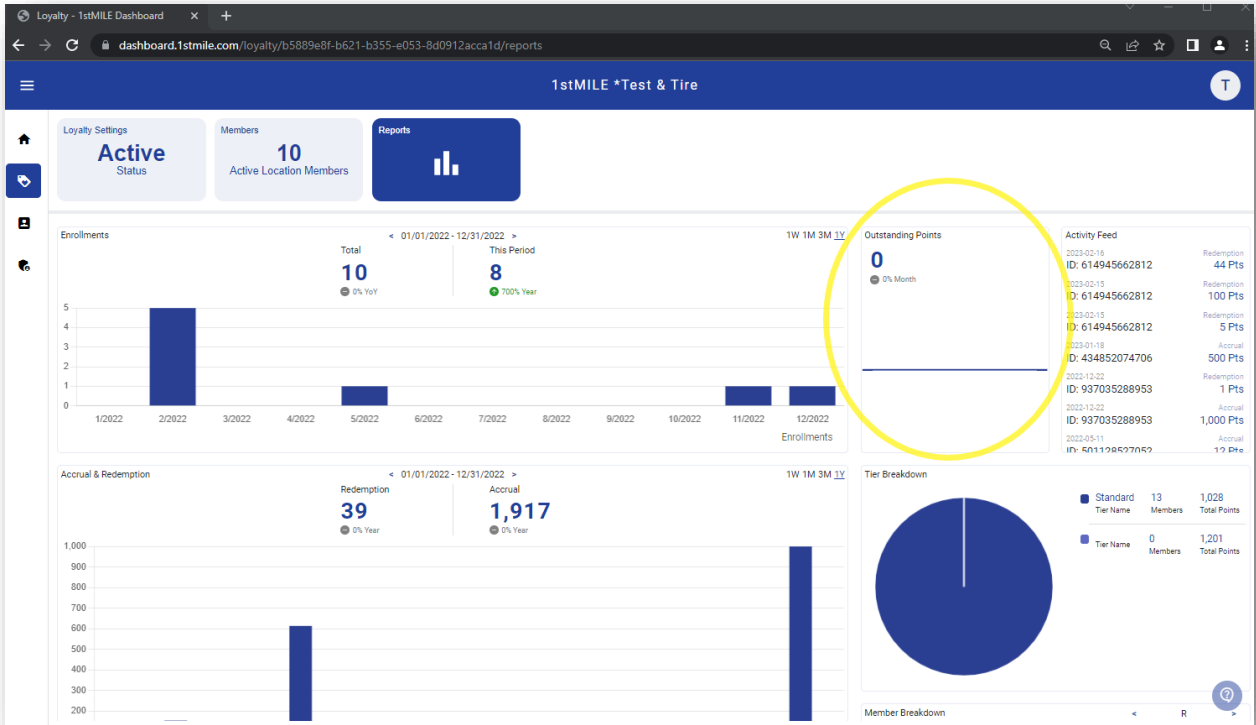 Loyalty - 1stMILE Dashboard
dashboard.1stmile.com/loyalty/b5889e8f-b621-b355-e053-8d0912acca1d/reports
1stMILE *Test & Tire
T
Loyalty Settings
Active
Status
Members
10
Active Location Members
Reports
Enrollments
< 01/01/2022 - 12/31/2022 >
1W 1M 3M 1Y
Total
10
0% YoY
This Period
8
700% Year
5
4
3
2
1
0
1/2022 2/2022 3/2022 4/2022 5/2022 6/2022 7/2022 8/2022 9/2022 10/2022 11/2022 12/2022
Enrollments
Outstanding Points
0
0% Month
Activity Feed
2023-02-16 Redemption
ID: 614945662812 44 Pts
2023-02-15 Redemption
ID: 614945662812 100 Pts
2023-02-15 Redemption
ID: 614945662812 5 Pts
2023-01-18 Accrual
ID: 434852074706 500 Pts
2022-12-22 Redemption
ID: 937035288953 1 Pts
2022-12-22 Accrual
ID: 937035288953 1,000 Pts
2022-05-11 Accrual
ID: 501128527052 12 Pts
Accrual & Redemption
< 01/01/2022 - 12/31/2022 >
1W 1M 3M 1Y
Redemption
39
0% Year
Accrual
1,917
0% Year
1,000
900
800
700
600
500
400
300
200
Tier Breakdown
Standard 13 1,028
Tier Name Members Total Points
0 1,201
Tier Name Members Total Points
Member Breakdown
< R >